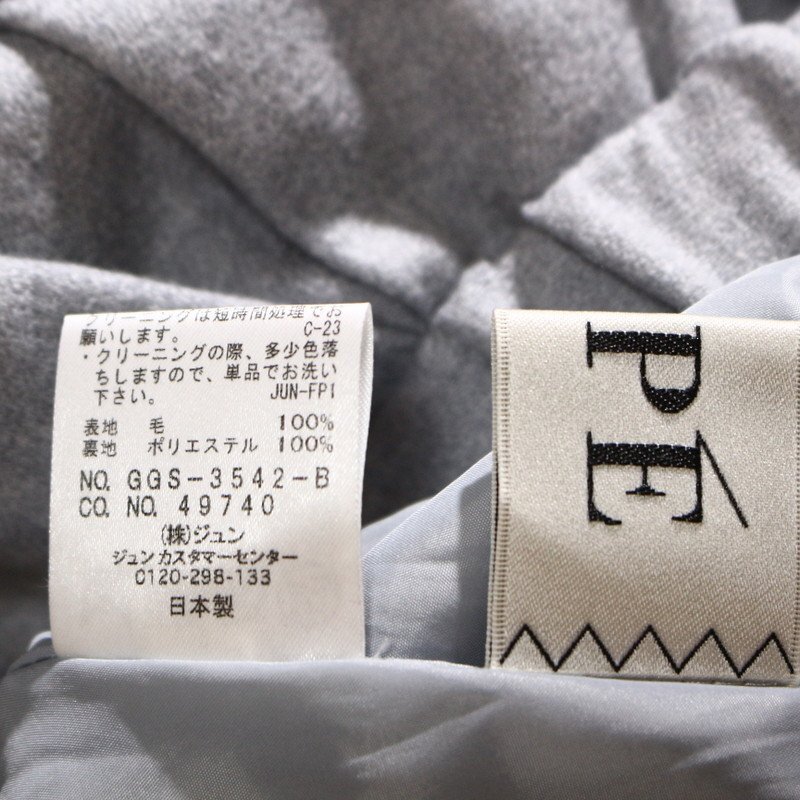 クリーニングは短時間処理でお
願いします。 C-23
・クリーニングの際、多少色落
ちしますので、単品でお洗い
下さい。 JUN-FP1
表地 毛 100%
裏地 ポリエステル 100%
NO. GGS-3542-B
CO. NO. 49740
(株)ジュン
ジュンカスタマーセンター
0120-298-133
日本製
PÉ